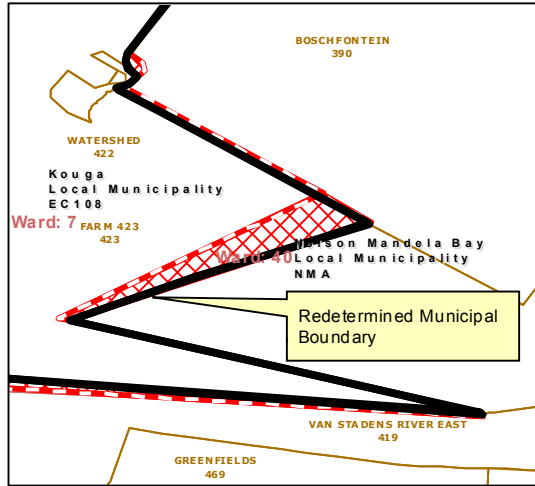 BOSCHFONTEIN
390
WATERSHED
422
Kouga
Local Municipality
EC108
Ward: 7
FARM 423
423
Nelson Mandela Bay
Ward: 40
Local Municipality
NMA
Redetermined Municipal
Boundary
VAN STADENS RIVER EAST
419
GREENFIELDS
469